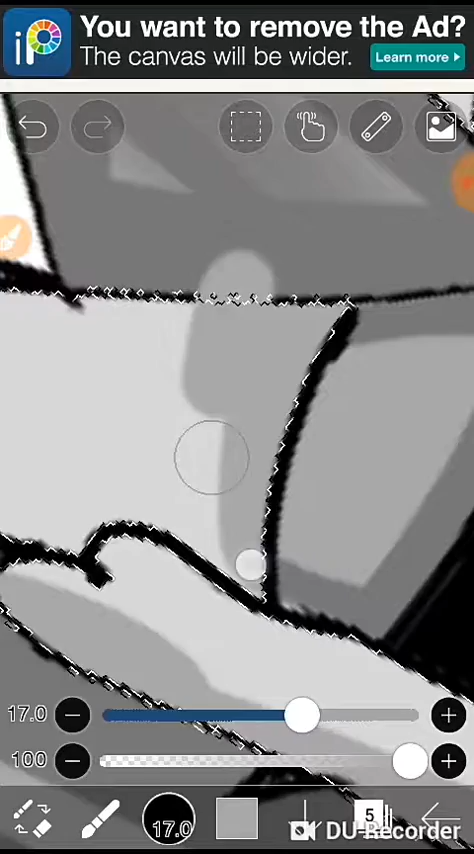 iP
You want to remove the Ad?
The canvas will be wider.
Learn more
17.0
100
17.0
5
DU Recorder